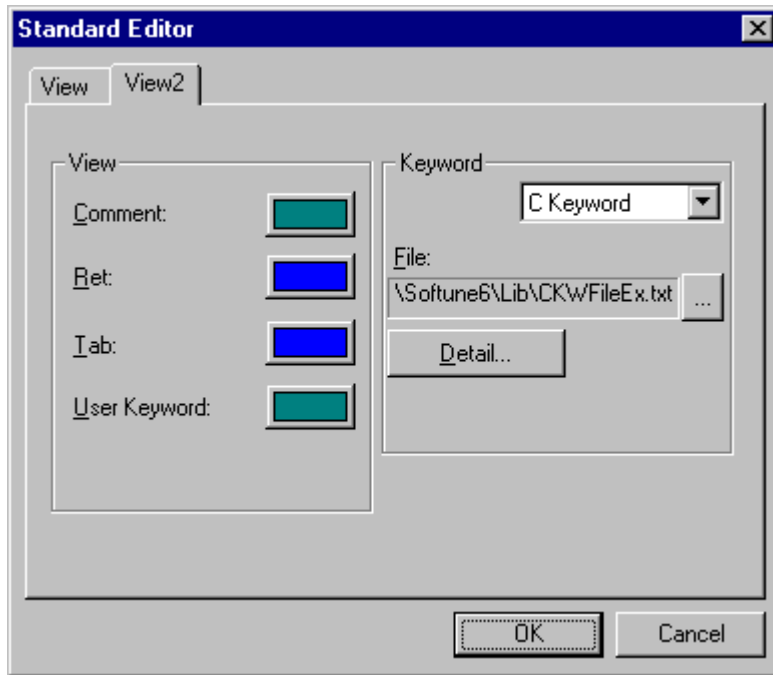 Standard Editor
View
View2
View
Comment:
Ret:
Tab:
User Keyword:
Keyword
C Keyword
File:
\Softune6\Lib\CKWFileEx.txt
...
Detail...
OK
Cancel